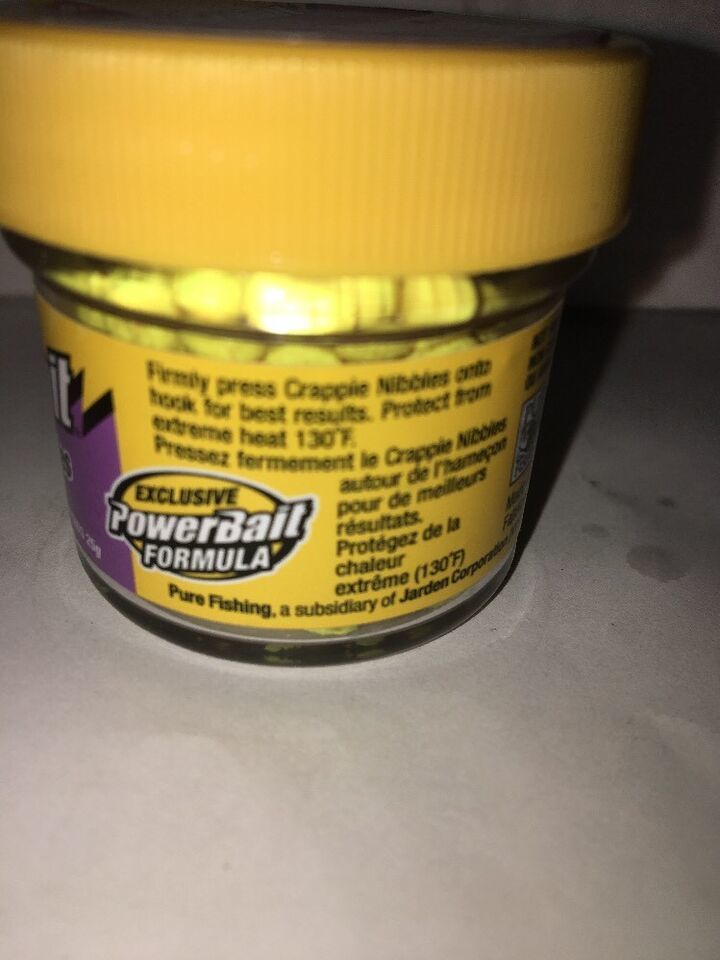 it
Firmly press Crappie Nibbles onto
hook for best results. Protect from
extreme heat 130°F.
Pressez fermement le Crappie Nibbles
autour de l'hameçon
pour de meilleurs
résultats.
Protégez de la
chaleur
extrême (130°F)
EXCLUSIVE
PowerBait
FORMULA
25g
Pure Fishing, a subsidiary of Jarden Corporation